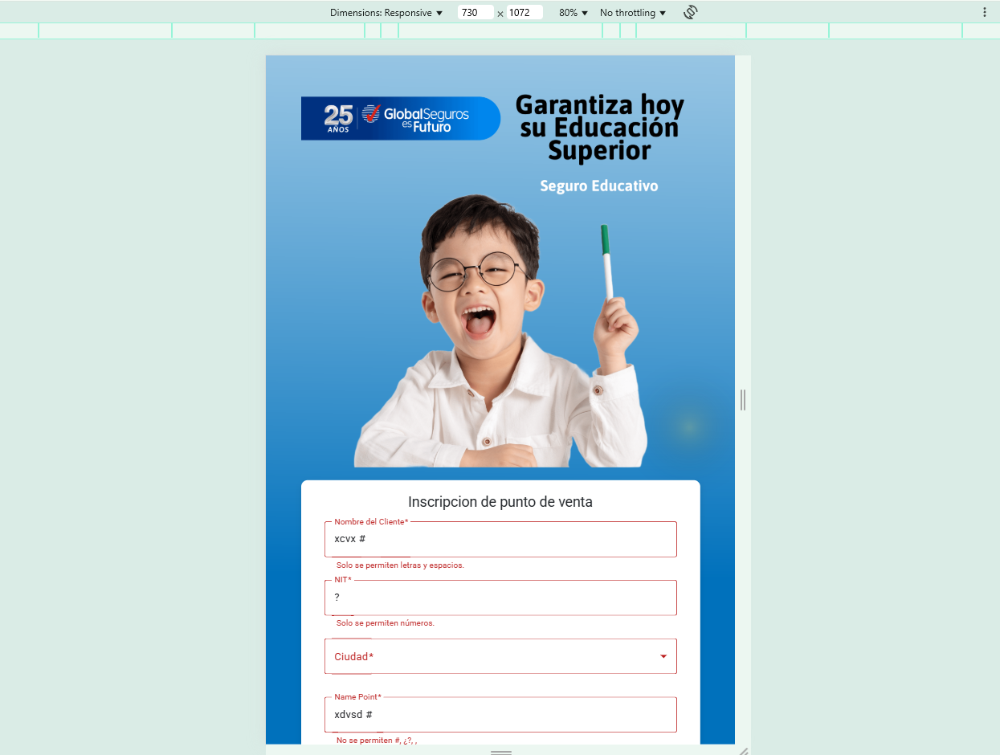 Dimensions: Responsive ▼ 730 × 1072 80% ▼ No throttling ▼
25 AÑOS GlobalSeguros es Futuro
Garantiza hoy
su Educación
Superior
Seguro Educativo
Inscripcion de punto de venta
Nombre del Cliente*
xcvx #
Solo se permiten letras y espacios.
NIT*
?
Solo se permiten números.
Ciudad*
Name Point*
xdvsd #
No se permiten #, ¿?, ,